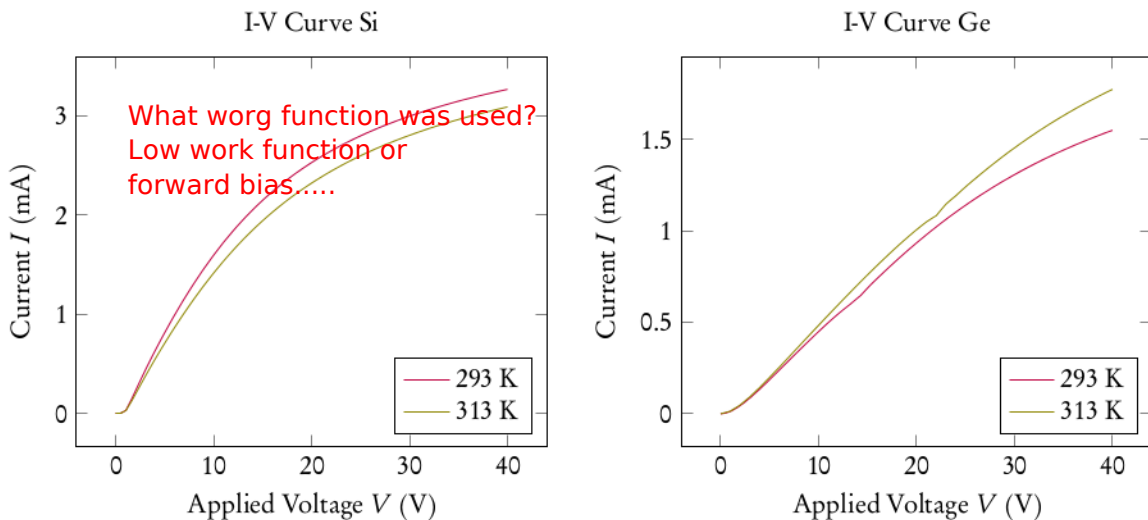 I-V Curve Si
What worg function was used?
Low work function or
forward bias.....
Current I (mA)
3
2
1
0
293 K
313 K
0 10 20 30 40
Applied Voltage V (V)
I-V Curve Ge
Current I (mA)
1.5
1
0.5
0
293 K
313 K
0 10 20 30 40
Applied Voltage V (V)